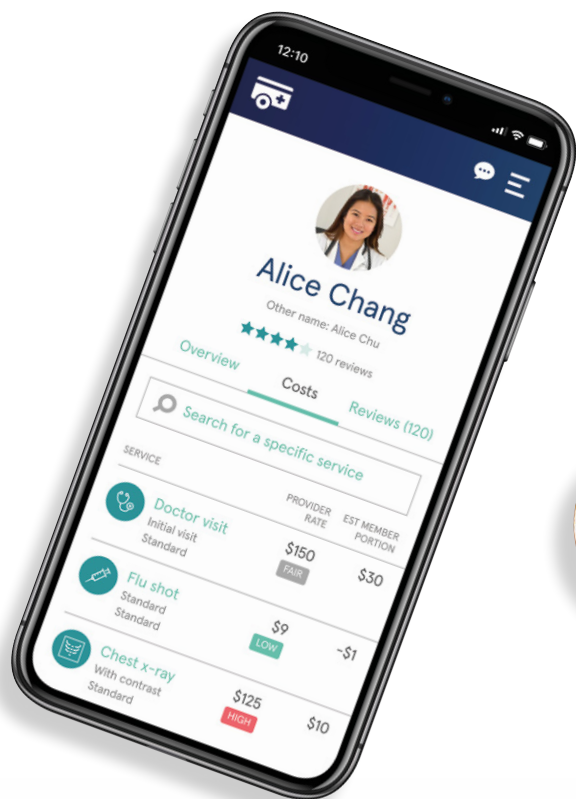 12:10
Alice Chang
Other name: Alice Chu
120 reviews
Overview Costs Reviews (120)
Search for a specific service
SERVICE PROVIDER RATE EST MEMBER PORTION
Doctor visit $150 $30
Initial visit FAIR
Standard
Flu shot $9 -$1
Standard LOW
Standard
Chest x-ray $125 $10
With contrast HIGH
Standard